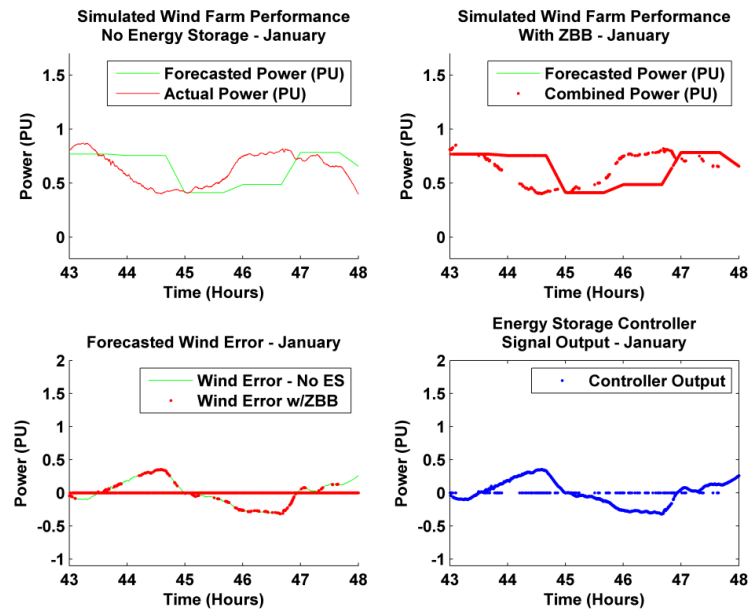 Simulated Wind Farm Performance
No Energy Storage - January
Forecasted Power (PU)
Actual Power (PU)
Power (PU)
1.5
1
0.5
0
43 44 45 46 47 48
Time (Hours)
Simulated Wind Farm Performance
With ZBB - January
Forecasted Power (PU)
Combined Power (PU)
Power (PU)
1.5
1
0.5
0
43 44 45 46 47 48
Time (Hours)
Forecasted Wind Error - January
Wind Error - No ES
Wind Error w/ZBB
Power (PU)
2
1.5
1
0.5
0
-0.5
-1
43 44 45 46 47 48
Time (Hours)
Energy Storage Controller
Signal Output - January
Controller Output
Power (PU)
2
1.5
1
0.5
0
-0.5
-1
43 44 45 46 47 48
Time (Hours)